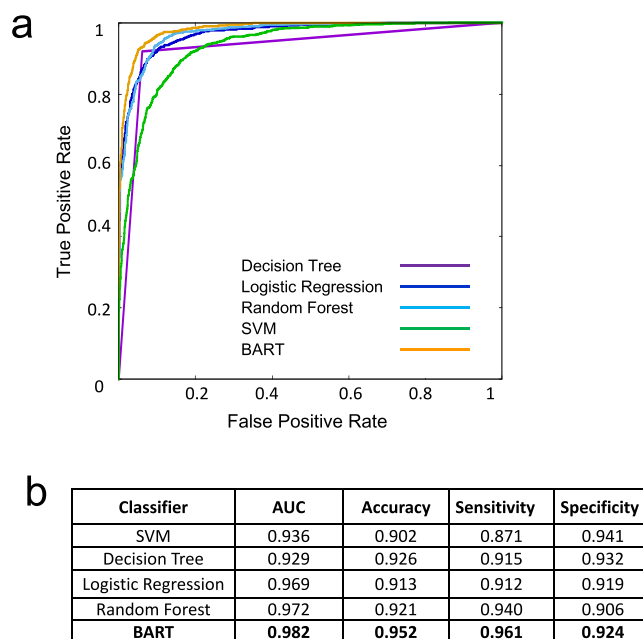 a
1
0.8
0.6
0.4
0.2
0
True Positive Rate
Decision Tree
Logistic Regression
Random Forest
SVM
BART
0.2 0.4 0.6 0.8 1
False Positive Rate
b
Classifier AUC Accuracy Sensitivity Specificity
SVM 0.936 0.902 0.871 0.941
Decision Tree 0.929 0.926 0.915 0.932
Logistic Regression 0.969 0.913 0.912 0.919
Random Forest 0.972 0.921 0.940 0.906
BART 0.982 0.952 0.961 0.924